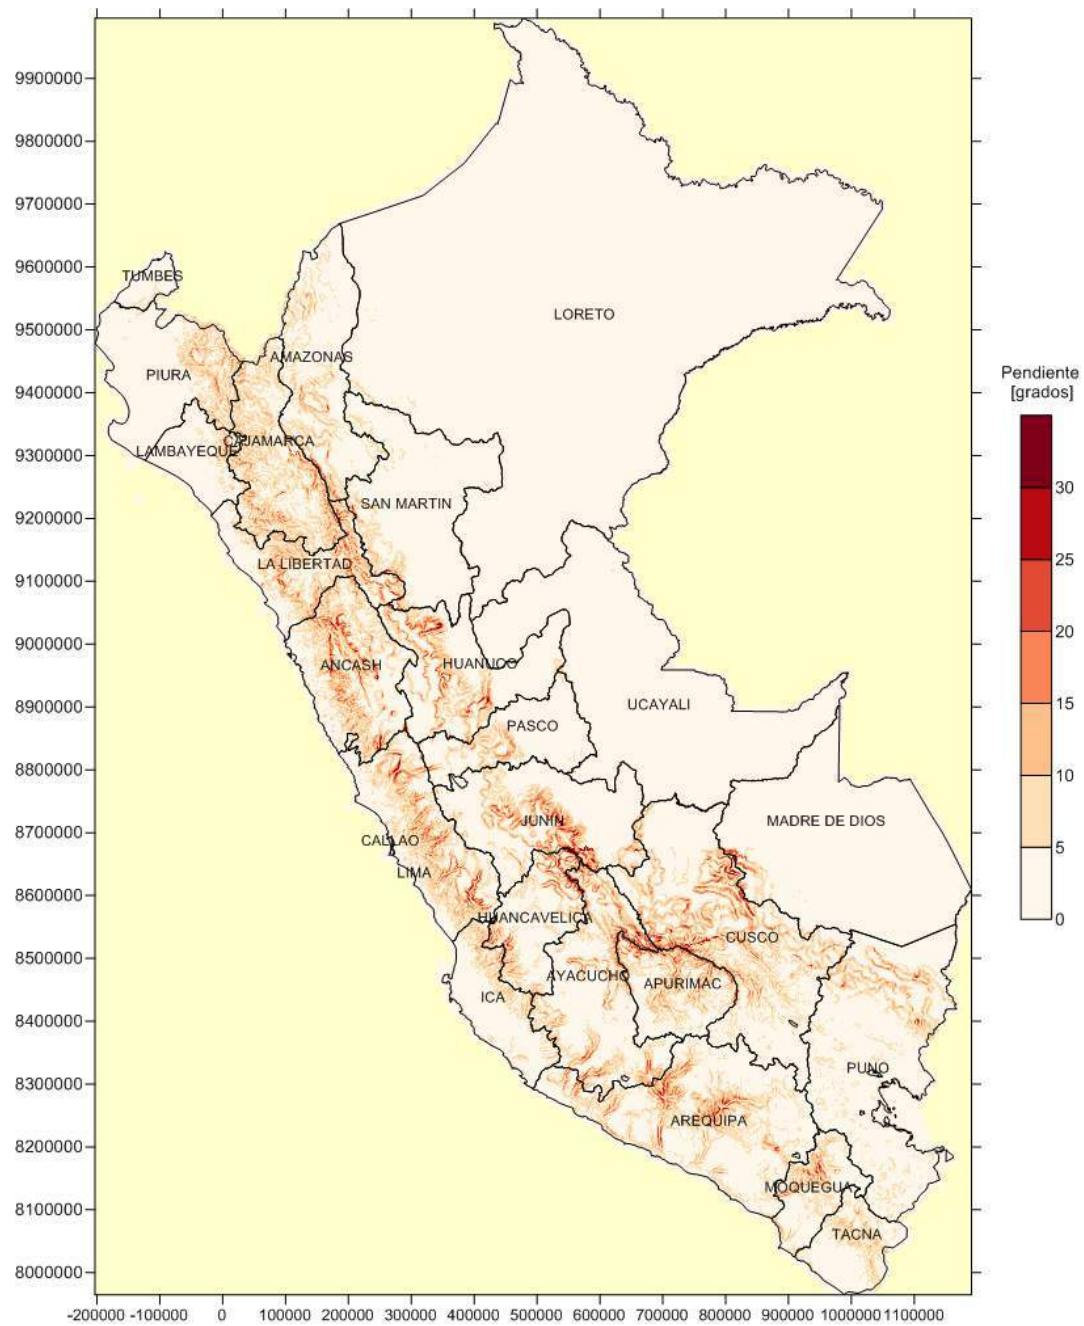 9900000
9800000
9700000
9600000
9500000
9400000
9300000
9200000
9100000
9000000
8900000
8800000
8700000
8600000
8500000
8400000
8300000
8200000
8100000
8000000
-200000 -100000 0 100000 200000 300000 400000 500000 600000 700000 800000 900000 1000000 1100000
TUMBES
LORETO
AMAZONAS
PIURA
CAJAMARCA
LAMBAYEQUE
SAN MARTIN
LA LIBERTAD
ANCASH
HUANUCO
UCAYALI
PASCO
JUNIN
MADRE DE DIOS
CALLAO
LIMA
HUANCAVELICA
CUSCO
AYACUCHO
APURIMAC
ICA
PUNO
AREQUIPA
MOQUEGUA
TACNA
Pendiente
[grados]
30
25
20
15
10
5
0